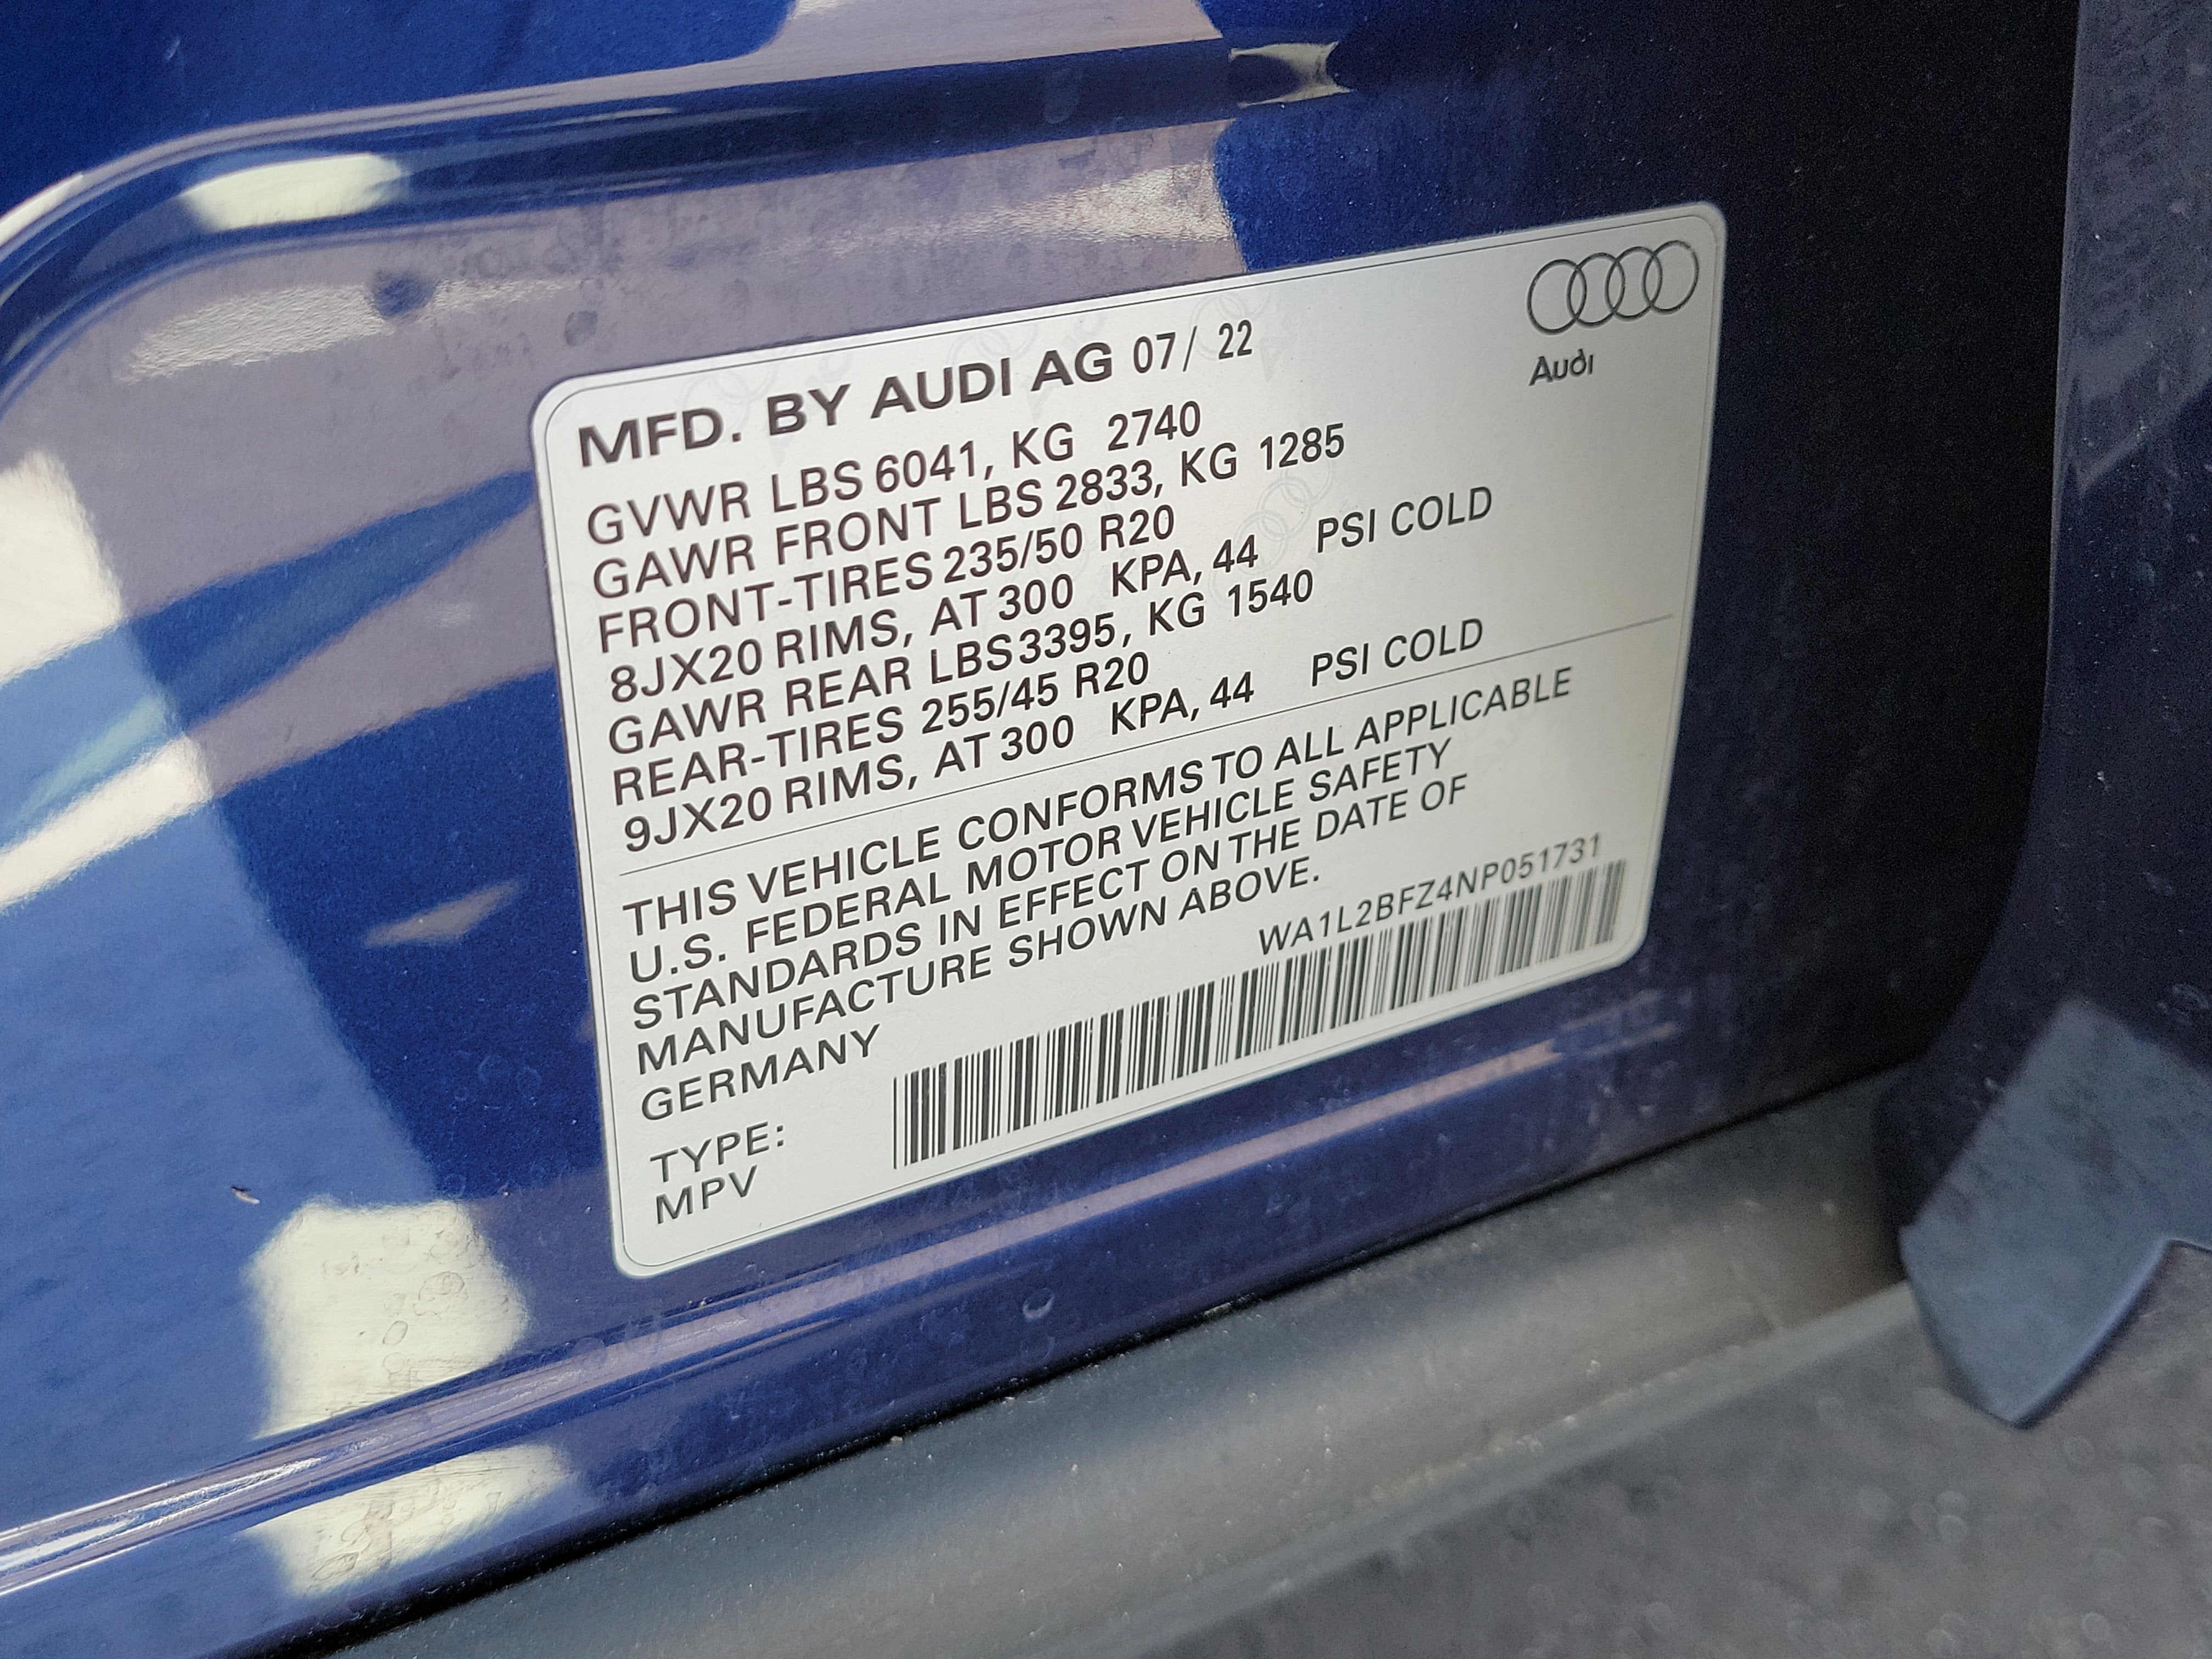 MFD. BY AUDI AG 07/ 22
Audi
GVWR LBS 6041, KG 2740
GAWR FRONT LBS 2833, KG 1285
FRONT-TIRES 235/50 R20
8JX20 RIMS, AT 300 KPA, 44 PSI COLD
GAWR REAR LBS 3395, KG 1540
REAR-TIRES 255/45 R20
9JX20 RIMS, AT 300 KPA, 44 PSI COLD
THIS VEHICLE CONFORMS TO ALL APPLICABLE
U.S. FEDERAL MOTOR VEHICLE SAFETY
STANDARDS IN EFFECT ON THE DATE OF
MANUFACTURE SHOWN ABOVE.
WA1L2BFZ4NP051731
GERMANY
TYPE:
MPV